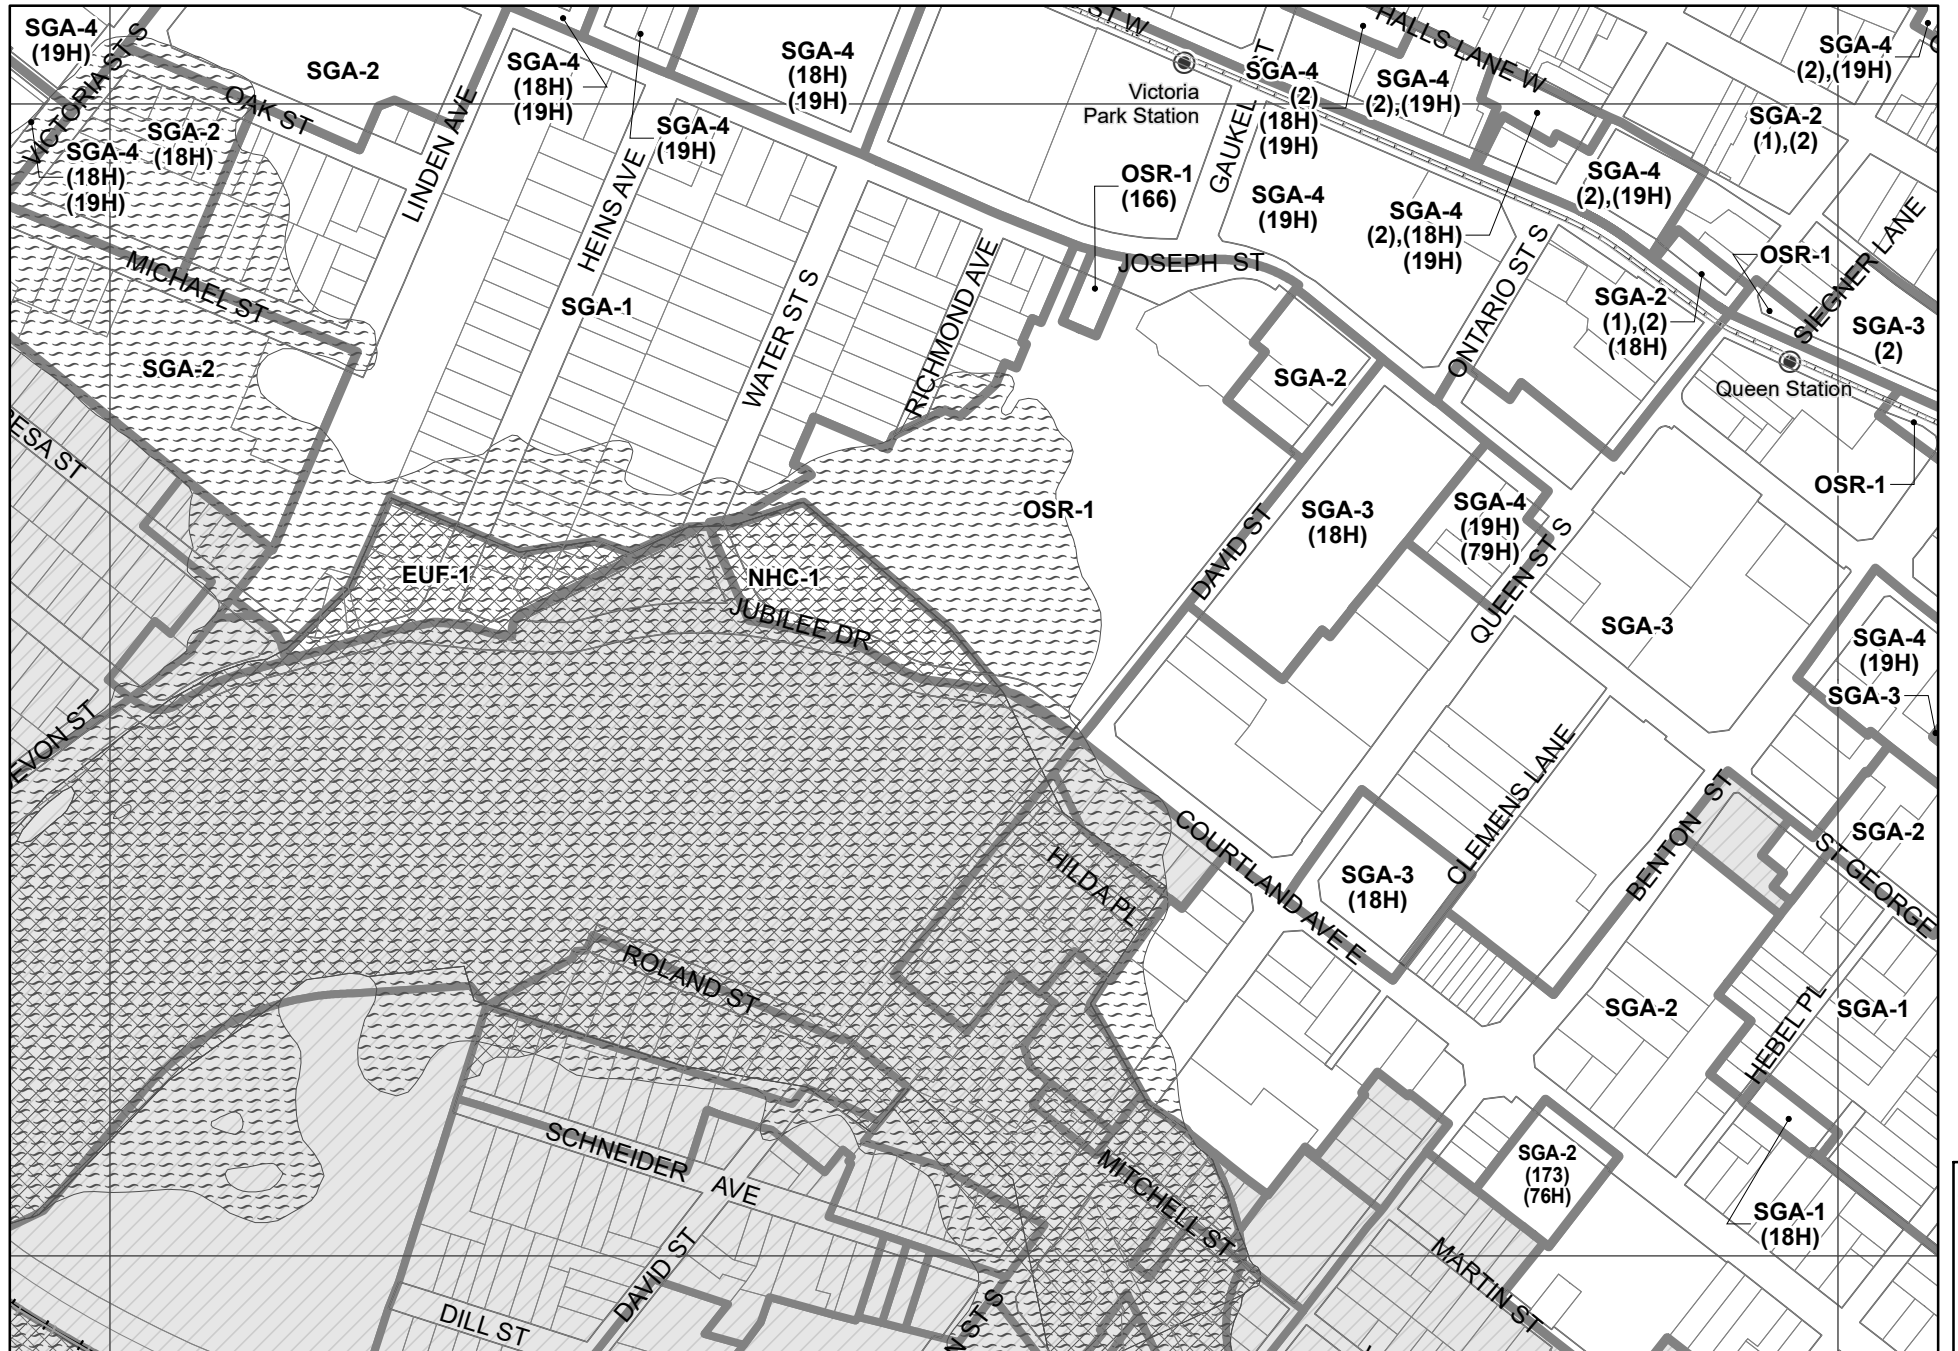 SGA-4
(19H)
VICTORIA ST S
SGA-2
OAK ST
SGA-2
(18H)
SGA-4
(18H)
(19H)
LINDEN AVE
SGA-4
(18H)
(19H)
SGA-4
(19H)
SGA-4
(18H)
(19H)
ST W
Victoria
Park Station
GAUKEL ST
SGA-4
(2)
(18H)
(19H)
HALLS LANE W
SGA-4
(2),(19H)
SGA-4
(2),(19H)
SGA-2
(1),(2)
SGA-4
(2),(19H)
OSR-1
(166)
SGA-4
(19H)
SGA-4
(2),(18H)
(19H)
OSR-1
SIEGNER LANE
SGA-2
(1),(2)
(18H)
SGA-3
(2)
Queen Station
OSR-1
MICHAEL ST
HEINS AVE
SGA-1
WATER ST S
RICHMOND AVE
JOSEPH ST
ONTARIO ST S
SGA-2
SGA-2
ESA ST
OSR-1
DAVID ST
SGA-3
(18H)
SGA-4
(19H)
(79H)
QUEEN ST S
SGA-3
SGA-4
(19H)
SGA-3
EUF-1
NHC-1
JUBILEE DR
EVON ST
COURTLAND AVE E
HILDA PL
SGA-3
(18H)
CLEMENS LANE
BENTON ST
SGA-2
ST GEORGE
ROLAND ST
SGA-2
HEBEL PL
SGA-1
SCHNEIDER AVE
MITCHELL ST
SGA-2
(173)
(76H)
SGA-1
(18H)
DAVID ST
DILL ST
N ST S
MARTIN ST